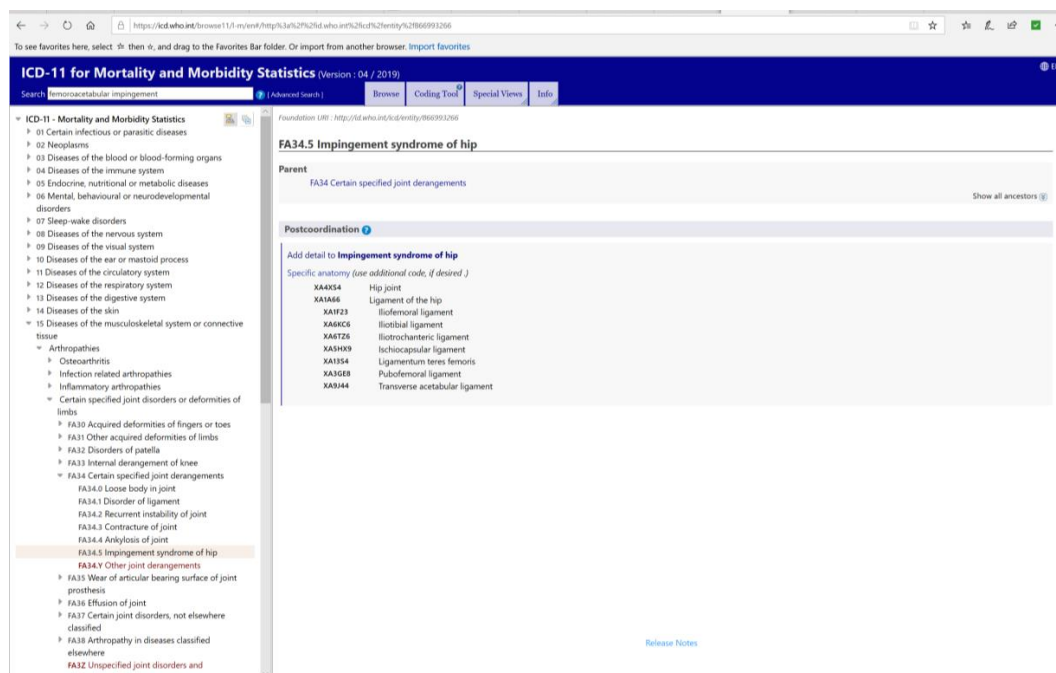 https://icd.who.int/browse11/l-m/en#/http%3a%2f%2fid.who.int%2ficd%2fentity%2f866993266
To see favorites here, select then, and drag to the Favorites Bar folder. Or import from another browser. Import favorites
ICD-11 for Mortality and Morbidity Statistics (Version : 04 / 2019)
Search femoroacetabular impingement ? [ Advanced Search ] Browse Coding Tool Special Views Info
ICD-11 - Mortality and Morbidity Statistics
01 Certain infectious or parasitic diseases
02 Neoplasms
03 Diseases of the blood or blood-forming organs
04 Diseases of the immune system
05 Endocrine, nutritional or metabolic diseases
06 Mental, behavioural or neurodevelopmental
disorders
07 Sleep-wake disorders
08 Diseases of the nervous system
09 Diseases of the visual system
10 Diseases of the ear or mastoid process
11 Diseases of the circulatory system
12 Diseases of the respiratory system
13 Diseases of the digestive system
14 Diseases of the skin
15 Diseases of the musculoskeletal system or connective
tissue
Arthropathies
Osteoarthritis
Infection related arthropathies
Inflammatory arthropathies
Certain specified joint disorders or deformities of
limbs
FA30 Acquired deformities of fingers or toes
FA31 Other acquired deformities of limbs
FA32 Disorders of patella
FA33 Internal derangement of knee
FA34 Certain specified joint derangements
FA34.0 Loose body in joint
FA34.1 Disorder of ligament
FA34.2 Recurrent instability of joint
FA34.3 Contracture of joint
FA34.4 Ankylosis of joint
FA34.5 Impingement syndrome of hip
FA34.Y Other joint derangements
FA35 Wear of articular bearing surface of joint
prosthesis
FA36 Effusion of joint
FA37 Certain joint disorders, not elsewhere
classified
FA38 Arthropathy in diseases classified
elsewhere
FA3Z Unspecified joint disorders and
Foundation URI : http://id.who.int/icd/entity/866993266
FA34.5 Impingement syndrome of hip
Parent
FA34 Certain specified joint derangements
Show all ancestors
Postcoordination ?
Add detail to Impingement syndrome of hip
Specific anatomy (use additional code, if desired .)
XA4XS4 Hip joint
XA1A66 Ligament of the hip
XA1F23 Iliofemoral ligament
XA6KC6 Iliotibial ligament
XA6TZ6 Iliotrochanteric ligament
XA5HX9 Ischiocapsular ligament
XA13S4 Ligamentum teres femoris
XA3GE8 Pubofemoral ligament
XA9J44 Transverse acetabular ligament
Release Notes